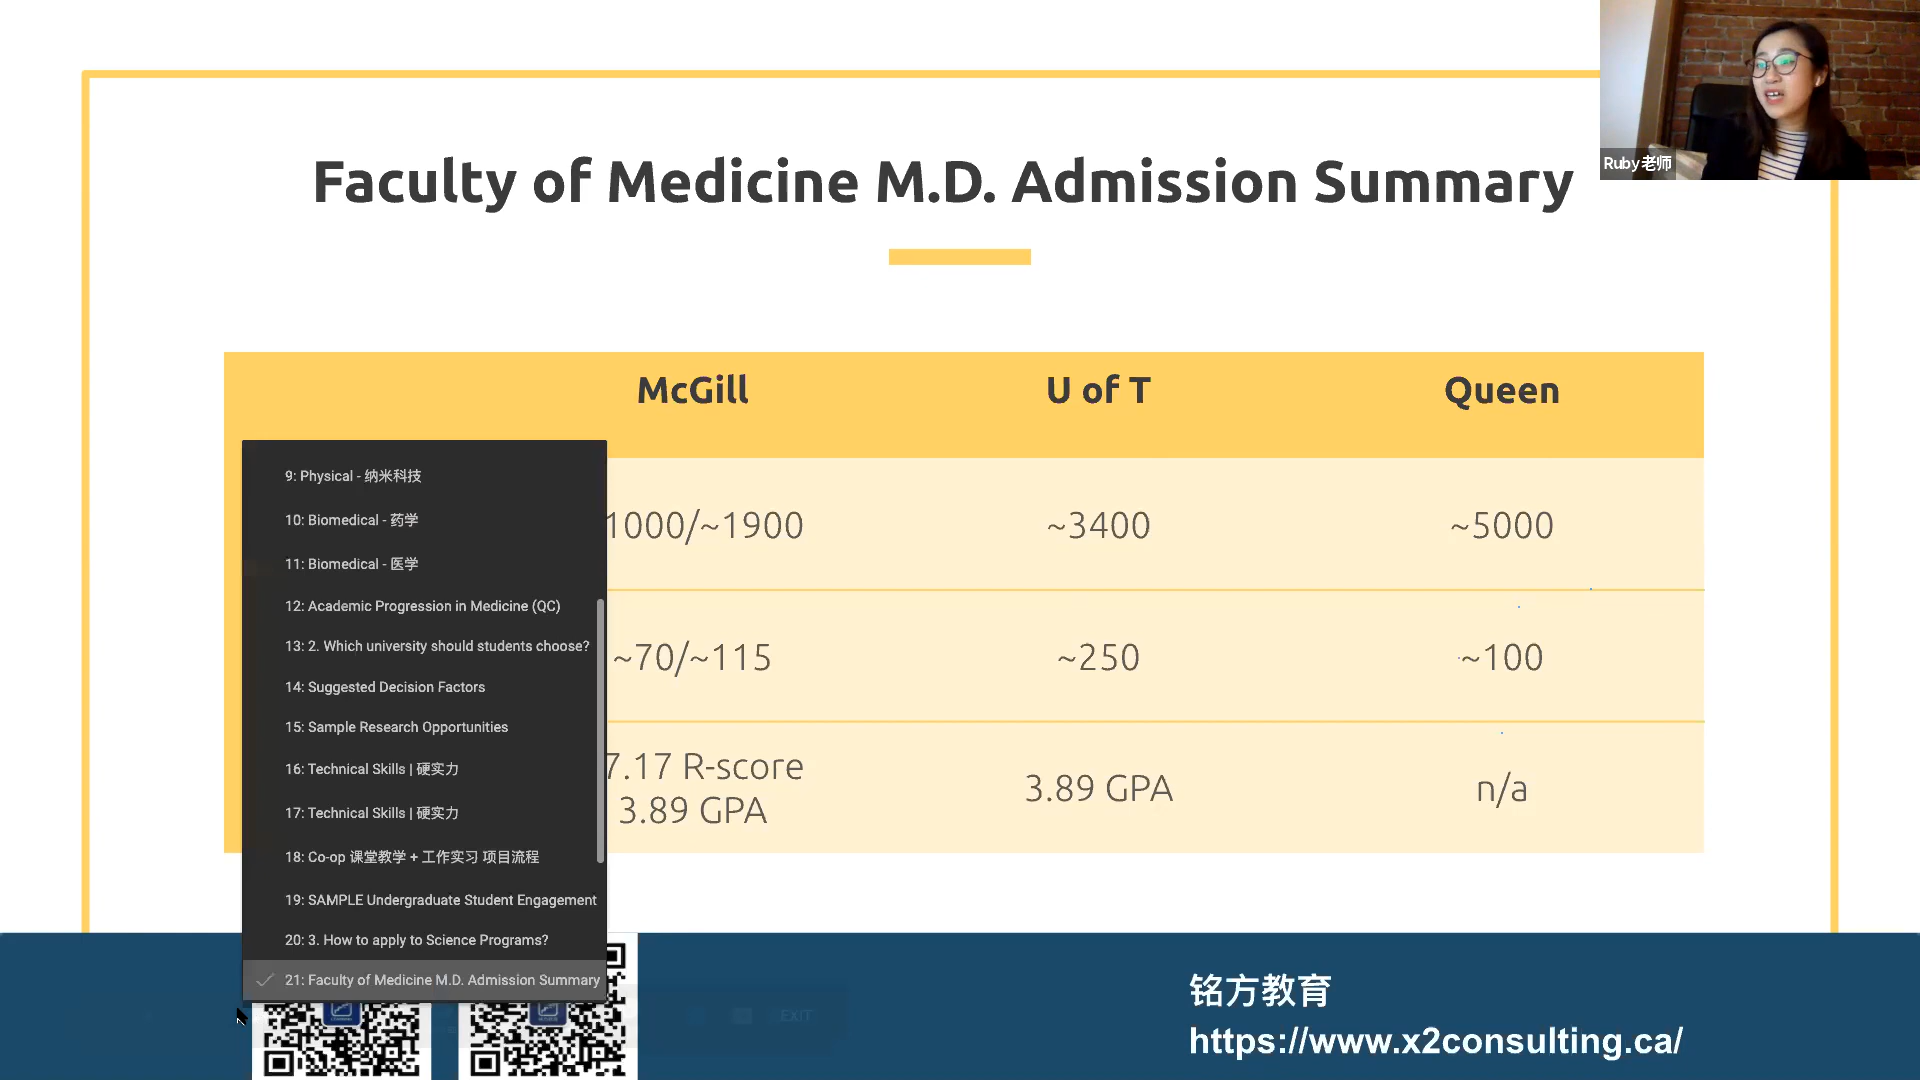 Ruby老师
Faculty of Medicine M.D. Admission Summary
McGill U of T Queen
1000/~1900 ~3400 ~5000
~70/~115 ~250 ~100
7.17 R-score
3.89 GPA 3.89 GPA n/a
9: Physical - 纳米科技
10: Biomedical - 药学
11: Biomedical - 医学
12: Academic Progression in Medicine (QC)
13: 2. Which university should students choose?
14: Suggested Decision Factors
15: Sample Research Opportunities
16: Technical Skills | 硬实力
17: Technical Skills | 硬实力
18: Co-op 课堂教学 + 工作实习 项目流程
19: SAMPLE Undergraduate Student Engagement
20: 3. How to apply to Science Programs?
21: Faculty of Medicine M.D. Admission Summary
EXIT
铭方教育
https://www.x2consulting.ca/